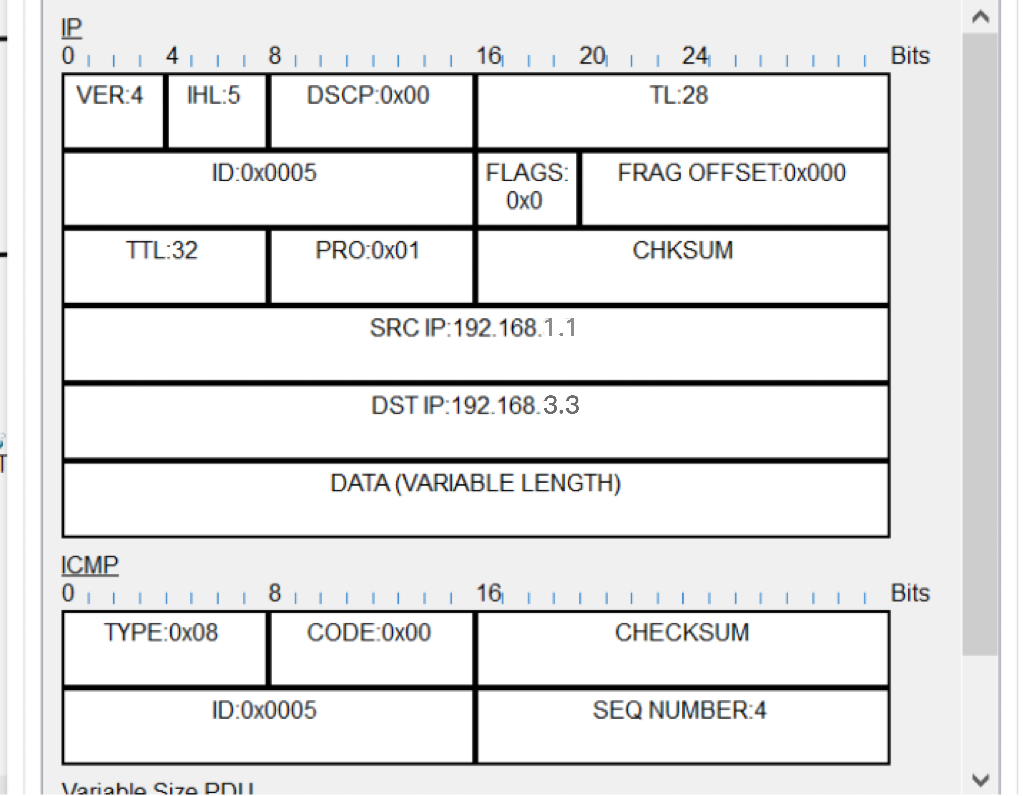 IP
0 4 8 16 20 24 Bits
VER:4 IHL:5 DSCP:0x00 TL:28
ID:0x0005 FLAGS: FRAG OFFSET:0x000
0x0
TTL:32 PRO:0x01 CHKSUM
SRC IP:192.168.1.1
DST IP:192.168.3.3
DATA (VARIABLE LENGTH)
ICMP
0 8 16 Bits
TYPE:0x08 CODE:0x00 CHECKSUM
ID:0x0005 SEQ NUMBER:4
Variable Size PDU